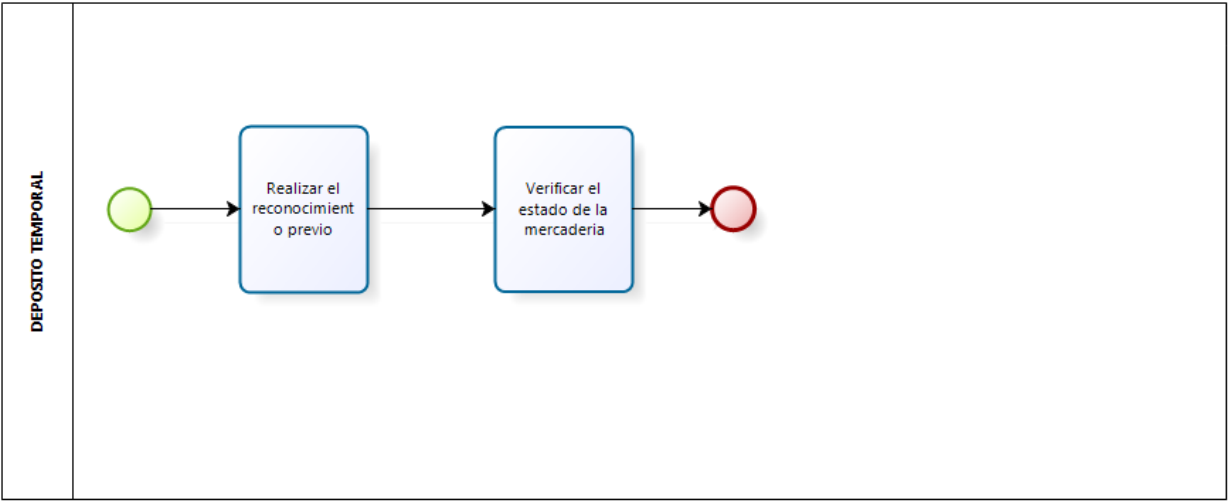 DEPOSITO TEMPORAL
Realizar el
reconocimient
o previo
Verificar el
estado de la
mercaderia